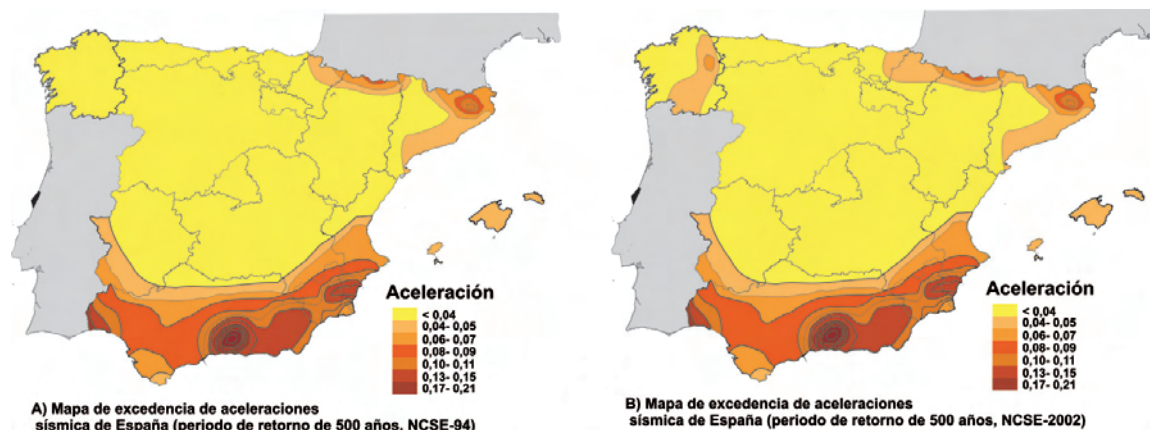 Aceleración
< 0,04
0,04- 0,05
0,06- 0,07
0,08- 0,09
0,10- 0,11
0,13- 0,15
0,17- 0,21
A) Mapa de excedencia de aceleraciones
sísmica de España (periodo de retorno de 500 años, NCSE-94)
Aceleración
< 0,04
0,04- 0,05
0,06- 0,07
0,08- 0,09
0,10- 0,11
0,13- 0,15
0,17- 0,21
B) Mapa de excedencia de aceleraciones
sísmica de España (periodo de retorno de 500 años, NCSE-2002)